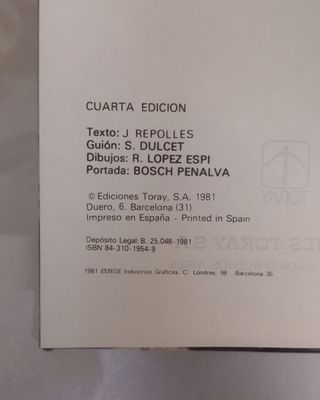 CUARTA EDICION
Texto: J REPOLLES
Guión: S. DULCET
Dibujos: R. LOPEZ ESPI
Portada: BOSCH PENALVA
© Ediciones Toray, S.A. 1981
Duero, 6. Barcelona (31)
Impreso en España - Printed in Spain
Depósito Legal: B. 25.048-1981
ISBN 84-310-1954-9
1981 EMEGE Industrias Gráficas. C. Londres, 98 Barcelona 36
TORAY